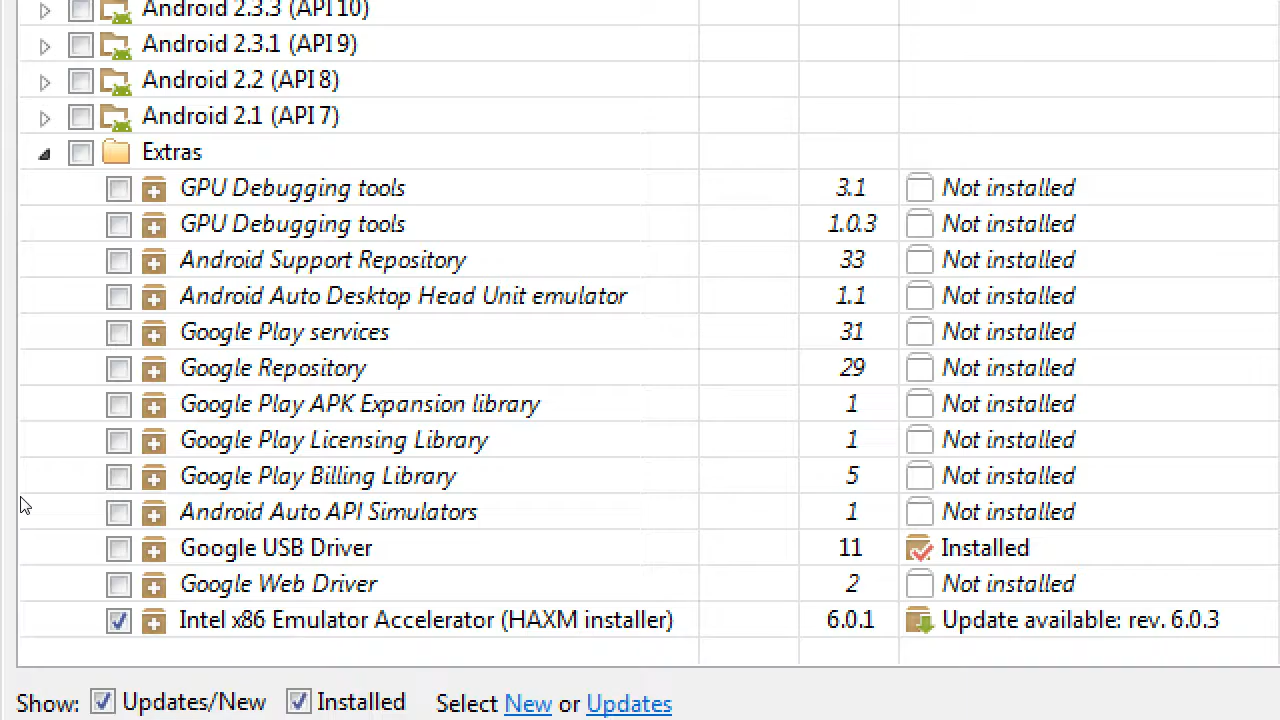 Android 2.3.3 (API 10)
Android 2.3.1 (API 9)
Android 2.2 (API 8)
Android 2.1 (API 7)
Extras
GPU Debugging tools 3.1 Not installed
GPU Debugging tools 1.0.3 Not installed
Android Support Repository 33 Not installed
Android Auto Desktop Head Unit emulator 1.1 Not installed
Google Play services 31 Not installed
Google Repository 29 Not installed
Google Play APK Expansion library 1 Not installed
Google Play Licensing Library 1 Not installed
Google Play Billing Library 5 Not installed
Android Auto API Simulators 1 Not installed
Google USB Driver 11 Installed
Google Web Driver 2 Not installed
Intel x86 Emulator Accelerator (HAXM installer) 6.0.1 Update available: rev. 6.0.3
Show: Updates/New Installed Select New or Updates